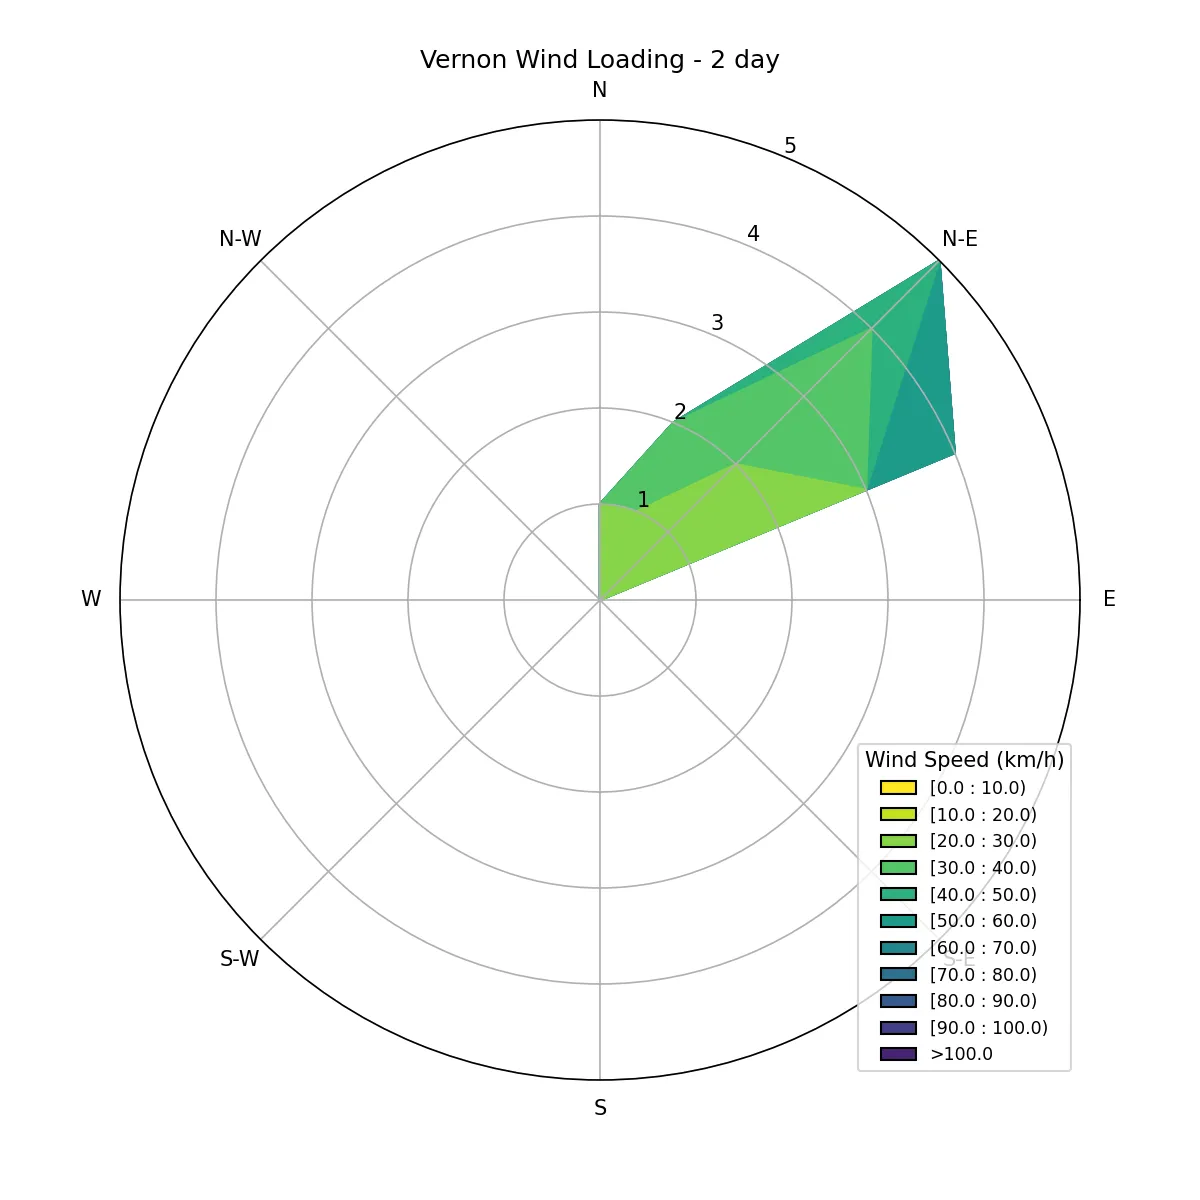 Vernon Wind Loading - 2 day
N
5
N-W
4
N-E
3
2
1
W
E
Wind Speed (km/h)
[0.0 : 10.0)
[10.0 : 20.0)
[20.0 : 30.0)
[30.0 : 40.0)
[40.0 : 50.0)
[50.0 : 60.0)
[60.0 : 70.0)
[70.0 : 80.0)
[80.0 : 90.0)
[90.0 : 100.0)
>100.0
S-W
S-E
S